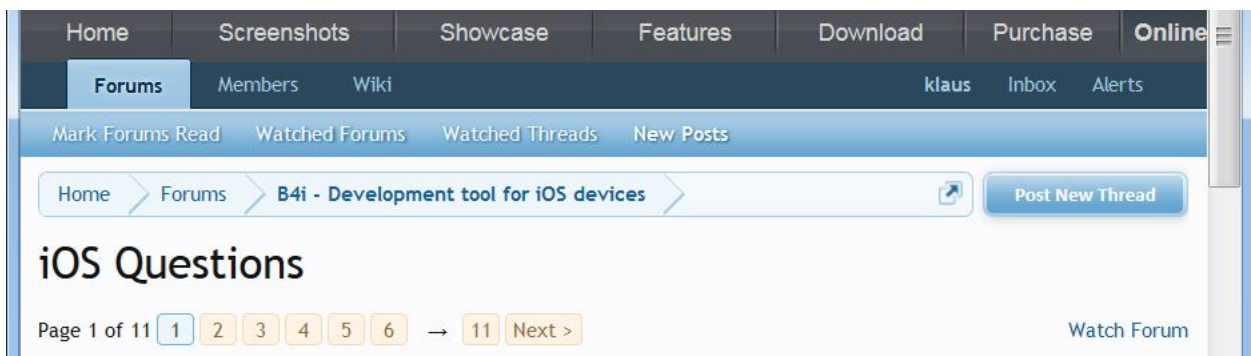 Home Screenshots Showcase Features Download Purchase Online
Forums Members Wiki klaus Inbox Alerts
Mark Forums Read Watched Forums Watched Threads New Posts
Home Forums B4i - Development tool for iOS devices Post New Thread
iOS Questions
Page 1 of 11 1 2 3 4 5 6 → 11 Next > Watch Forum